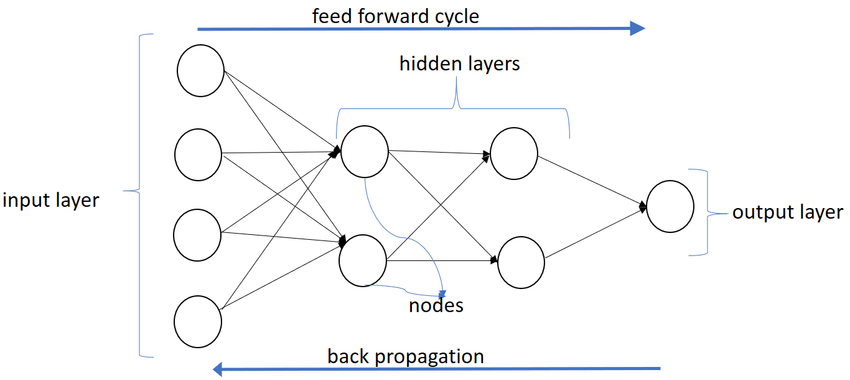 feed forward cycle
hidden layers
input layer
output layer
nodes
back propagation